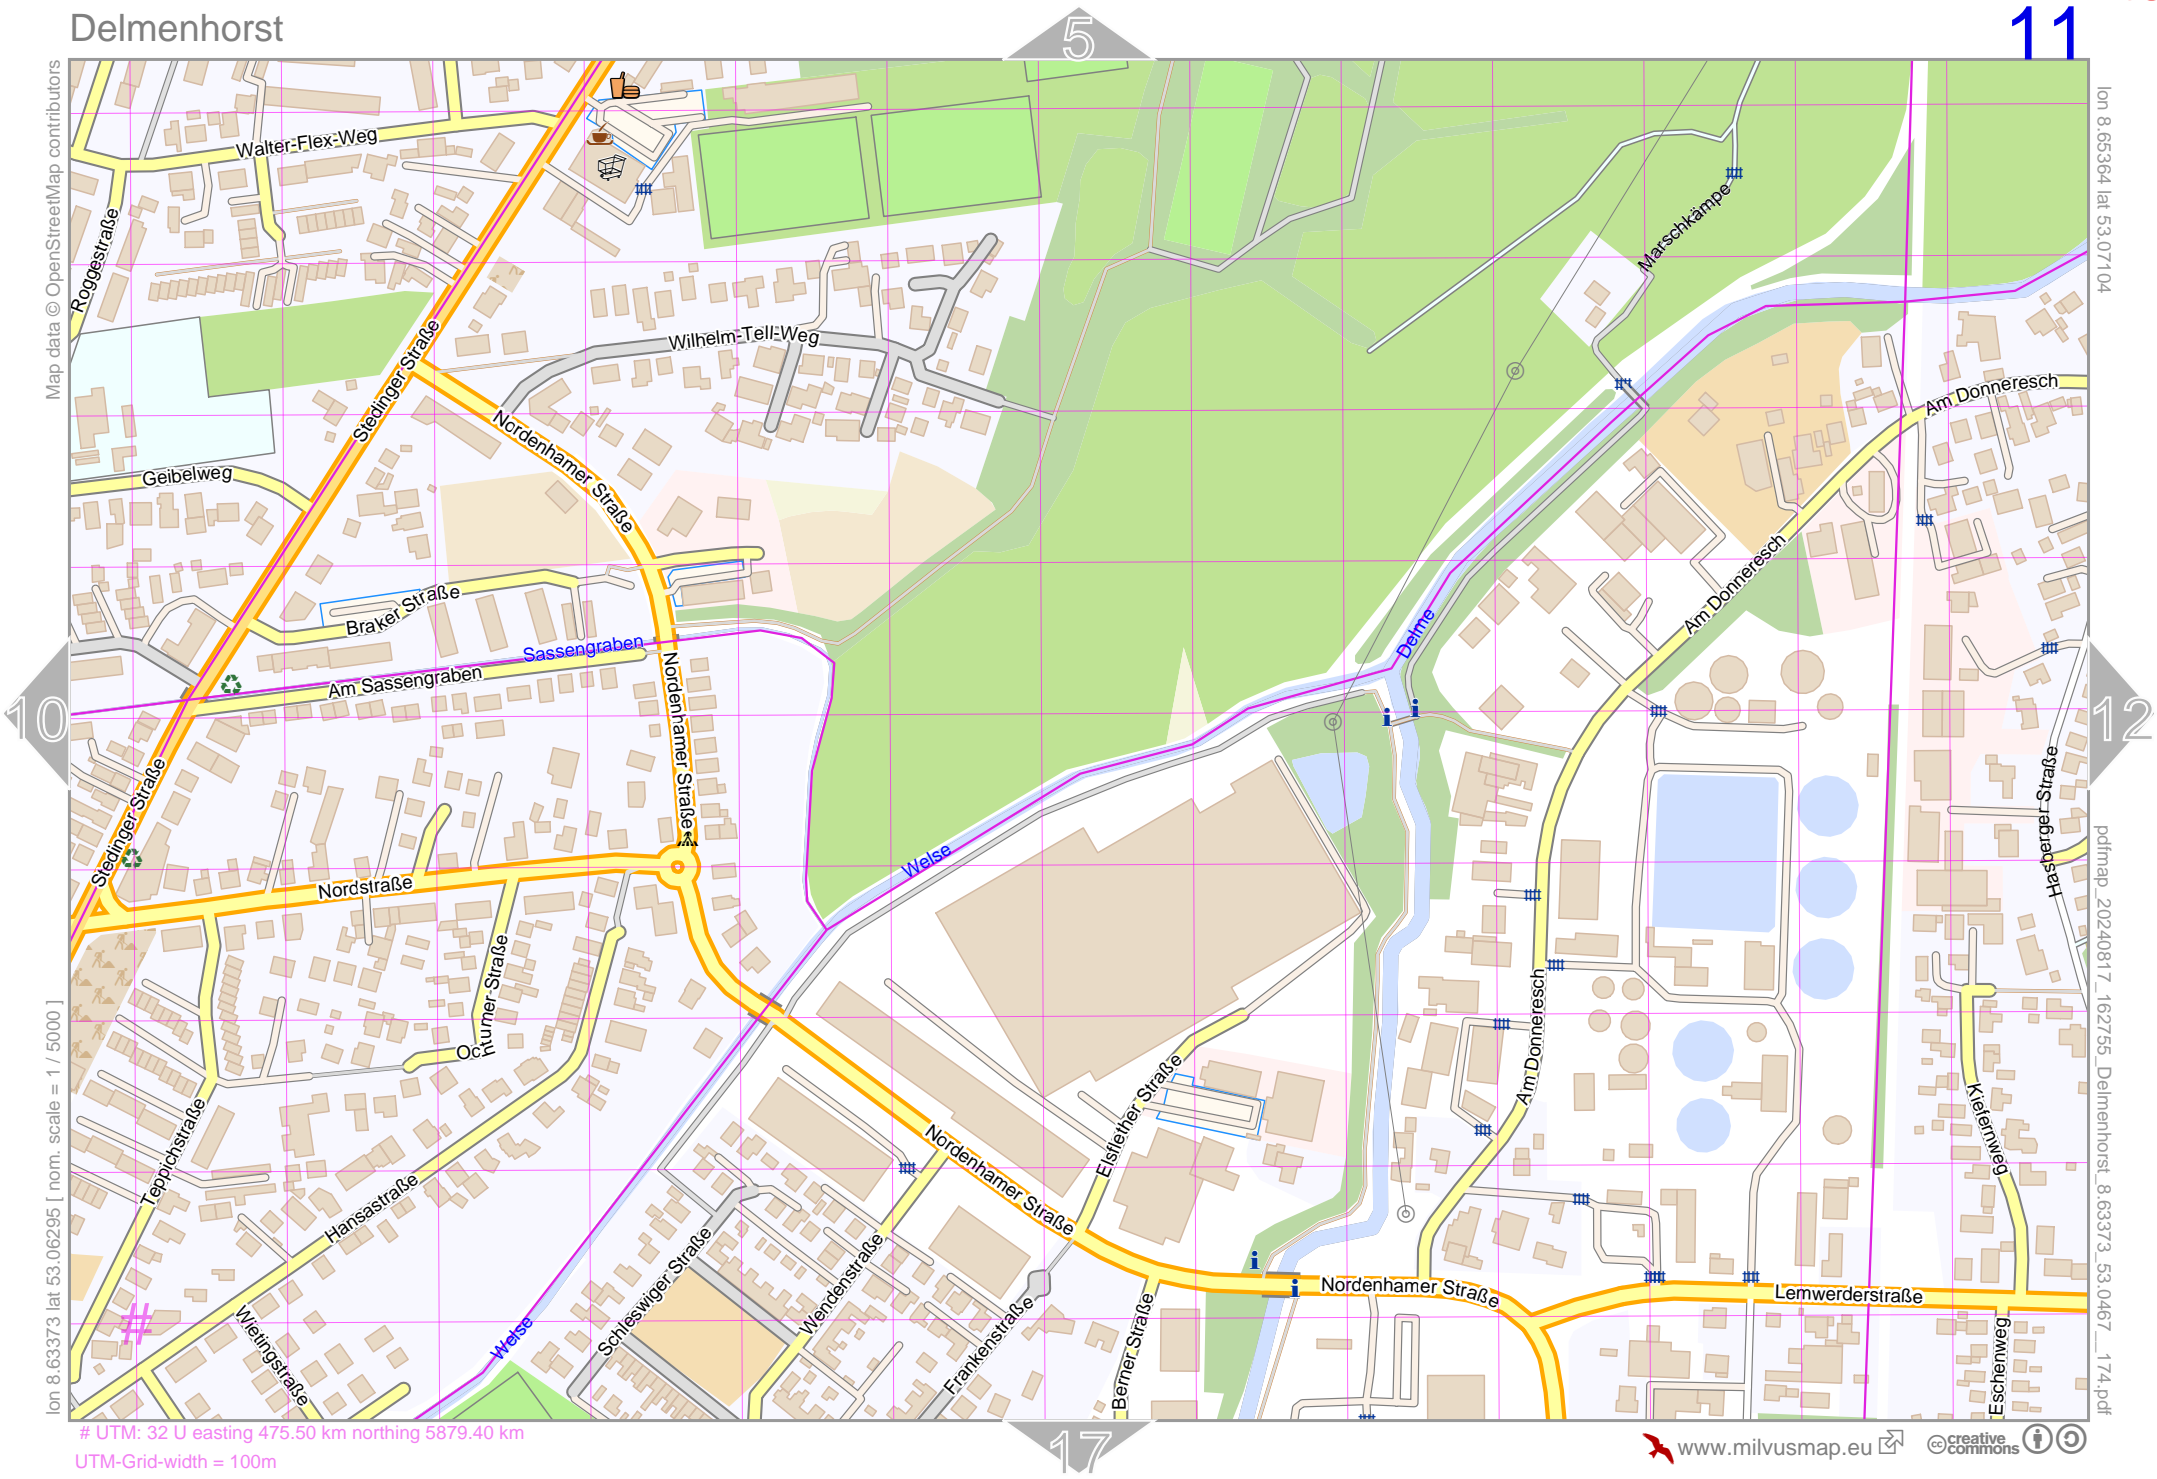 Delmenhorst
5
11
Map data © OpenStreetMap contributors
lon 8.65364 lat 53.07104
Walter-Flex-Weg
Roggestraße
Marschkämpe
Wilhelm-Tell-Weg
Stedinger Straße
Am Donneresch
Nordenhamer Straße
Geibelweg
Am Donneresch
Braker Straße
Delme
Sassengraben
Am Sassengraben
Nordenhamer Straße
10
12
Stedinger Straße
Hasberger Straße
Welse
Nordstraße
Ochtumer-Straße
Am Donneresch
Elsflether Straße
Kiefernweg
Teppichstraße
Nordenhamer Straße
Hansastraße
Schleswiger Straße
Wendenstraße
Nordenhamer Straße
Lemwerderstraße
#
Wietingstraße
Welse
Frankenstraße
Berner Straße
Eschenweg
lon 8.63373 lat 53.06295 [ nom. scale = 1 / 5000 ]
pdfmap_20240817_162755_Delmenhorst_8.63373_53.0467__174.pdf
# UTM: 32 U easting 475.50 km northing 5879.40 km
UTM-Grid-width = 100m
17
www.milvusmap.eu
cc creative commons